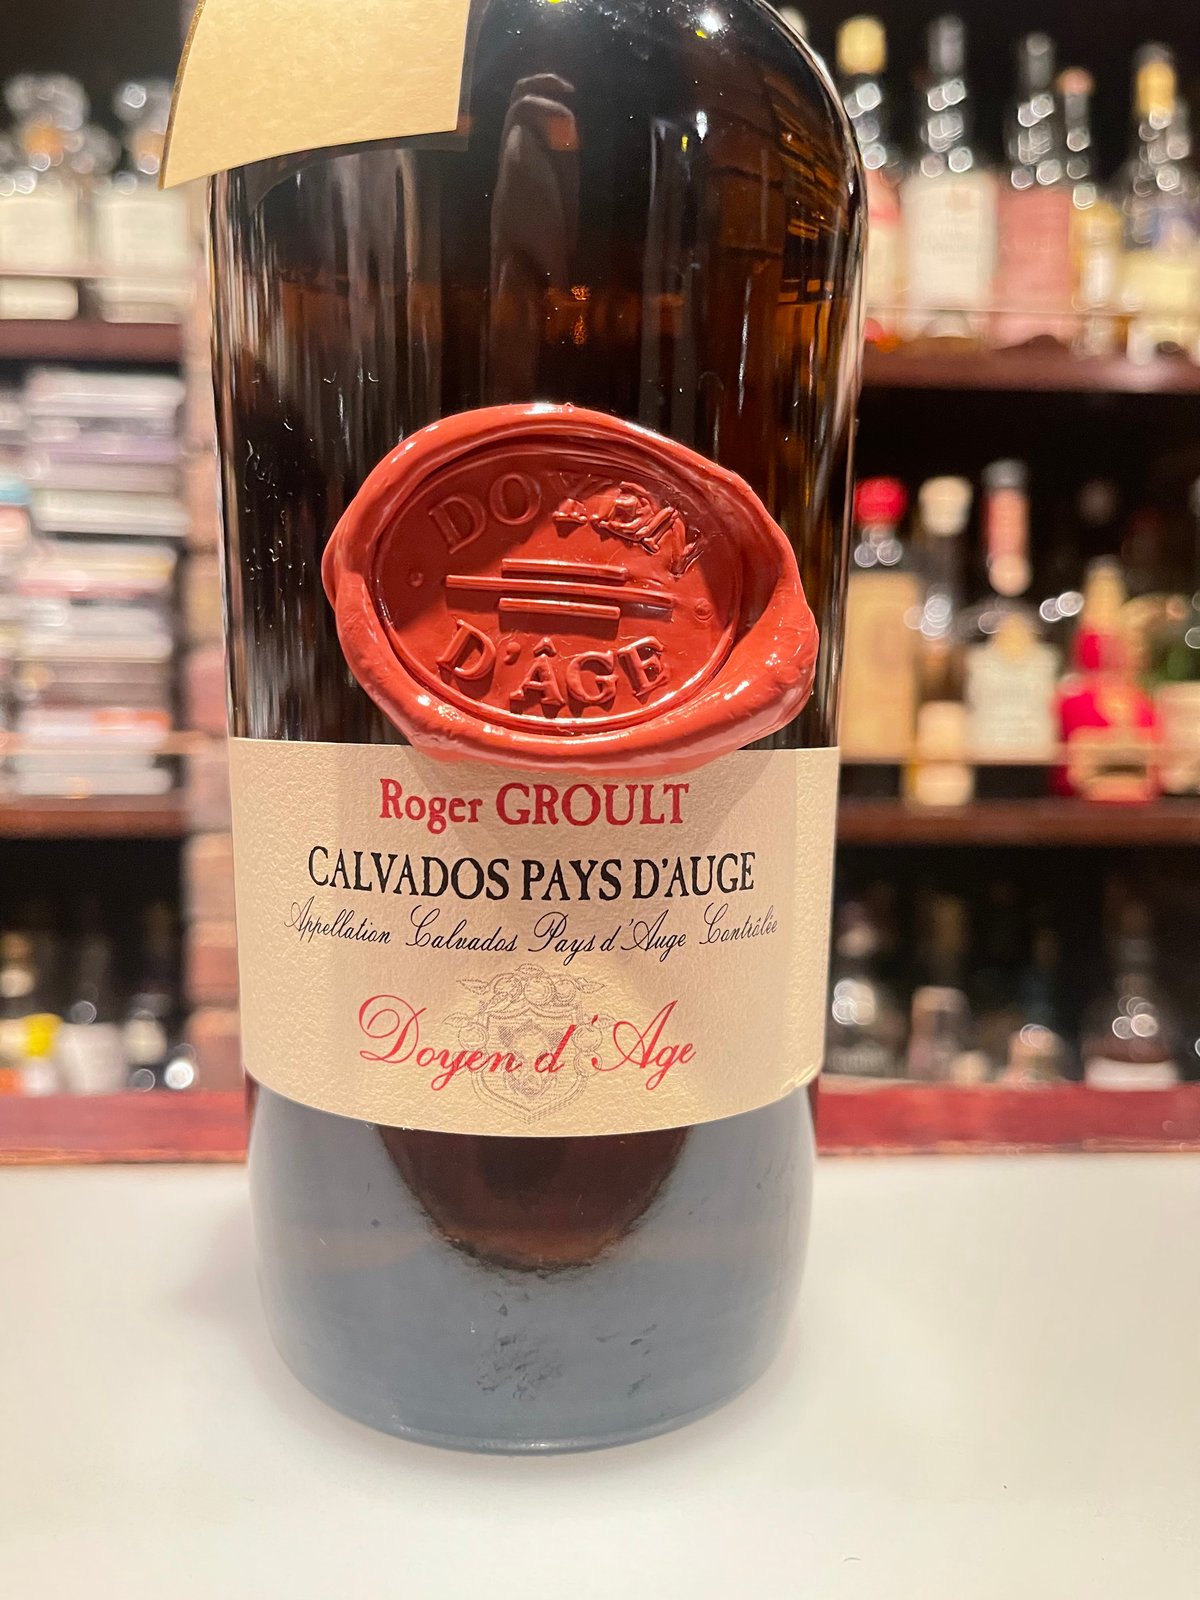 DOYEN
D'ÂGE
Roger GROULT
CALVADOS PAYS D'AUGE
Appellation Calvados Pays d'Auge Contrôlée
Doyen d'Age